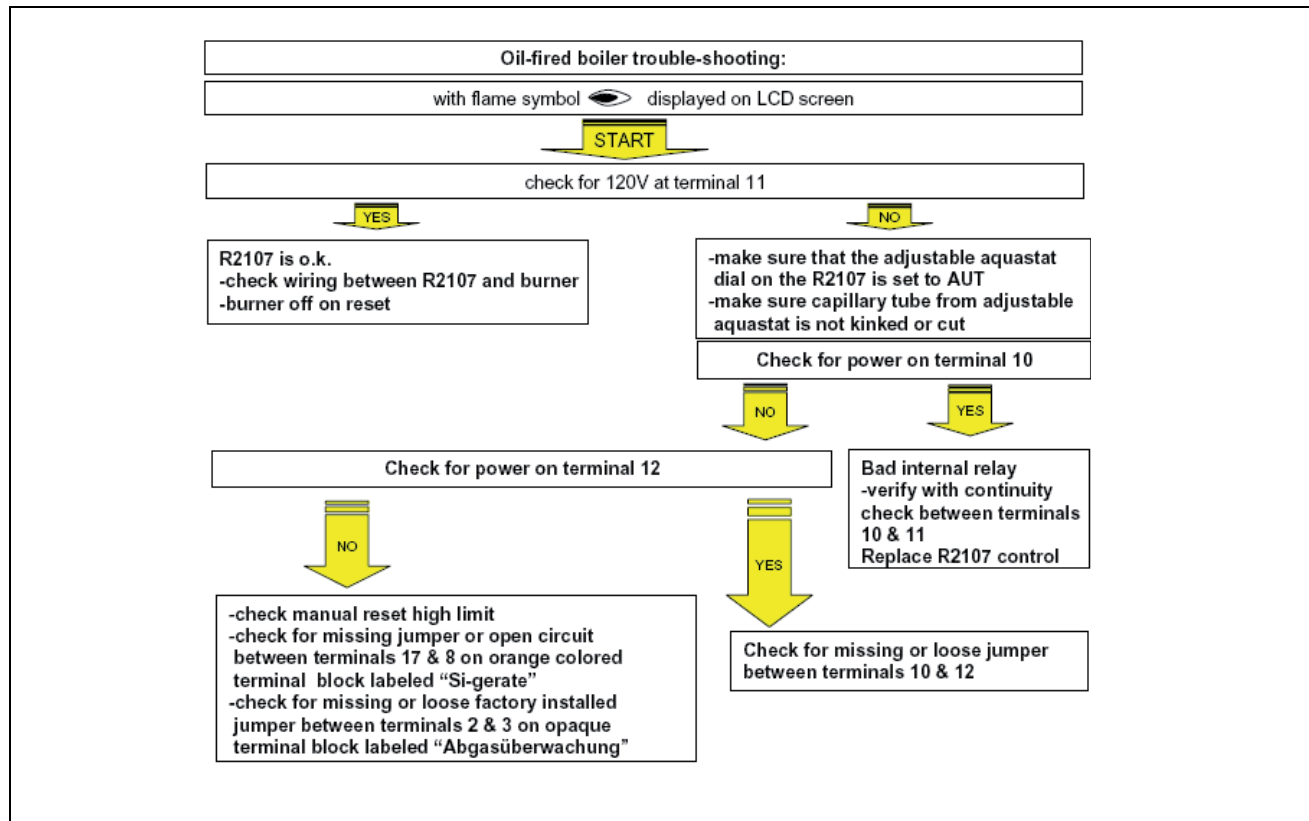 Oil-fired boiler trouble-shooting:
with flame symbol displayed on LCD screen
START
check for 120V at terminal 11
YES
NO
R2107 is o.k.
-check wiring between R2107 and burner
-burner off on reset
-make sure that the adjustable aquastat
dial on the R2107 is set to AUT
-make sure capillary tube from adjustable
aquastat is not kinked or cut
Check for power on terminal 10
NO
YES
Check for power on terminal 12
Bad internal relay
-verify with continuity
check between terminals
10 & 11
Replace R2107 control
NO
YES
-check manual reset high limit
-check for missing jumper or open circuit
between terminals 17 & 8 on orange colored
terminal block labeled “Si-gerate”
-check for missing or loose factory installed
jumper between terminals 2 & 3 on opaque
terminal block labeled “Abgasüberwachung”
Check for missing or loose jumper
between terminals 10 & 12